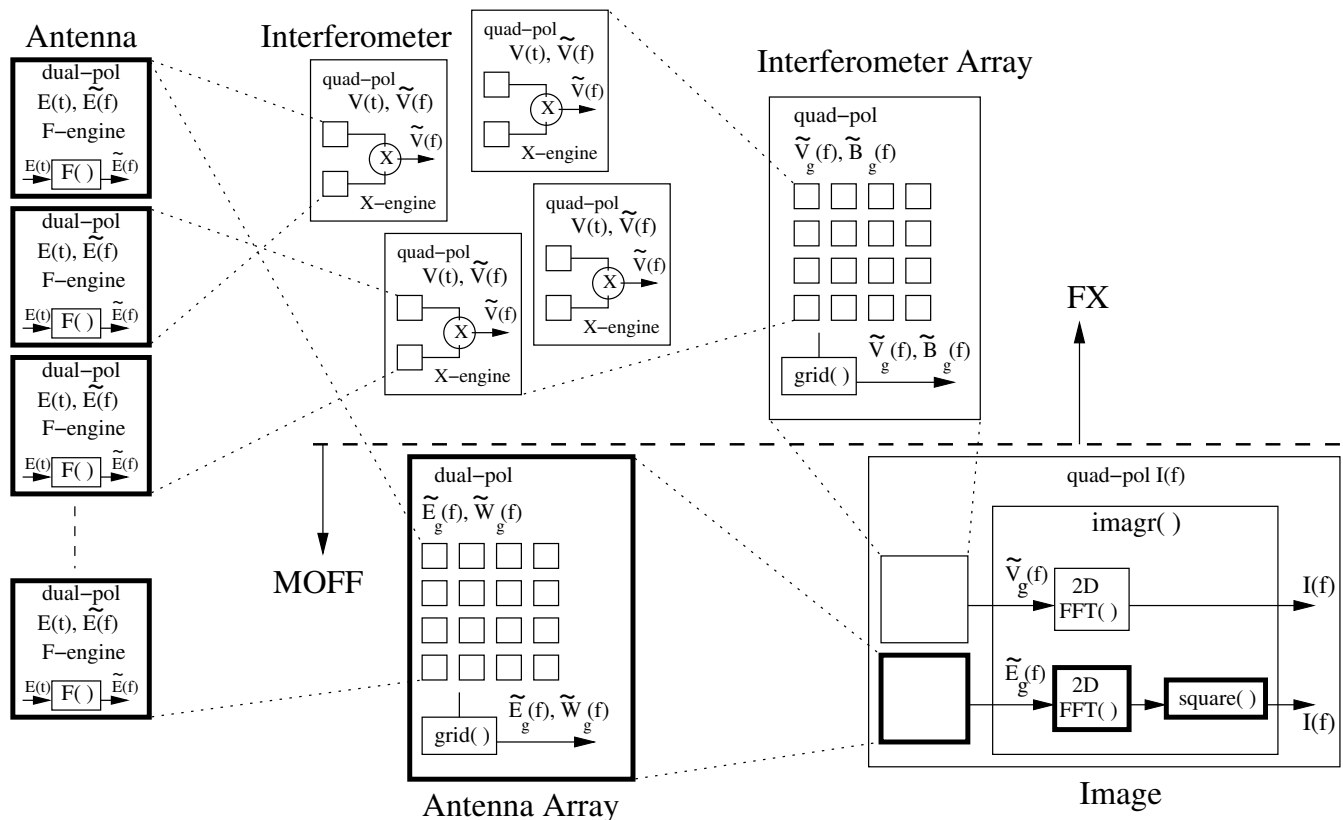 Antenna
dual-pol
E(t), Ẽ(f)
F-engine
E(t)
F( )
Ẽ(f)
dual-pol
E(t), Ẽ(f)
F-engine
E(t)
F( )
Ẽ(f)
dual-pol
E(t), Ẽ(f)
F-engine
E(t)
F( )
Ẽ(f)
dual-pol
E(t), Ẽ(f)
F-engine
E(t)
F( )
Ẽ(f)
Interferometer
quad-pol
V(t), Ṽ(f)
X
Ṽ(f)
X-engine
quad-pol
V(t), Ṽ(f)
X
Ṽ(f)
X-engine
quad-pol
V(t), Ṽ(f)
X
Ṽ(f)
X-engine
quad-pol
V(t), Ṽ(f)
X
Ṽ(f)
X-engine
Interferometer Array
quad-pol
Ṽg(f), B̃g(f)
grid( )
Ṽg(f), B̃g(f)
FX
MOFF
dual-pol
Ẽg(f), W̃g(f)
grid( )
Ẽg(f), W̃g(f)
Antenna Array
quad-pol I(f)
imagr( )
Ṽg(f)
2D
FFT( )
I(f)
Ẽg(f)
2D
FFT( )
square( )
I(f)
Image